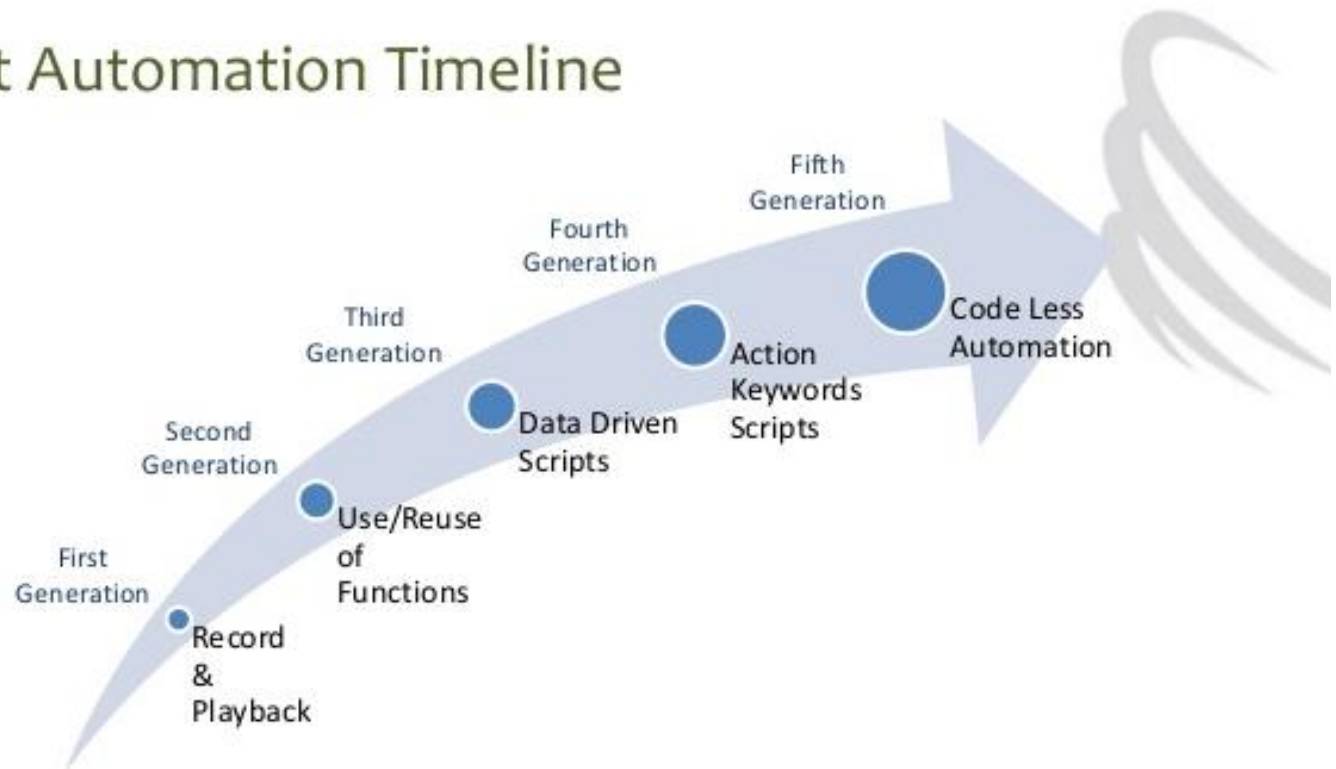 t Automation Timeline
Fifth
Generation
Fourth
Generation
Third
Generation
Second
Generation
First
Generation
Code Less
Automation
Action
Keywords
Scripts
Data Driven
Scripts
Use/Reuse
of
Functions
Record
&
Playback